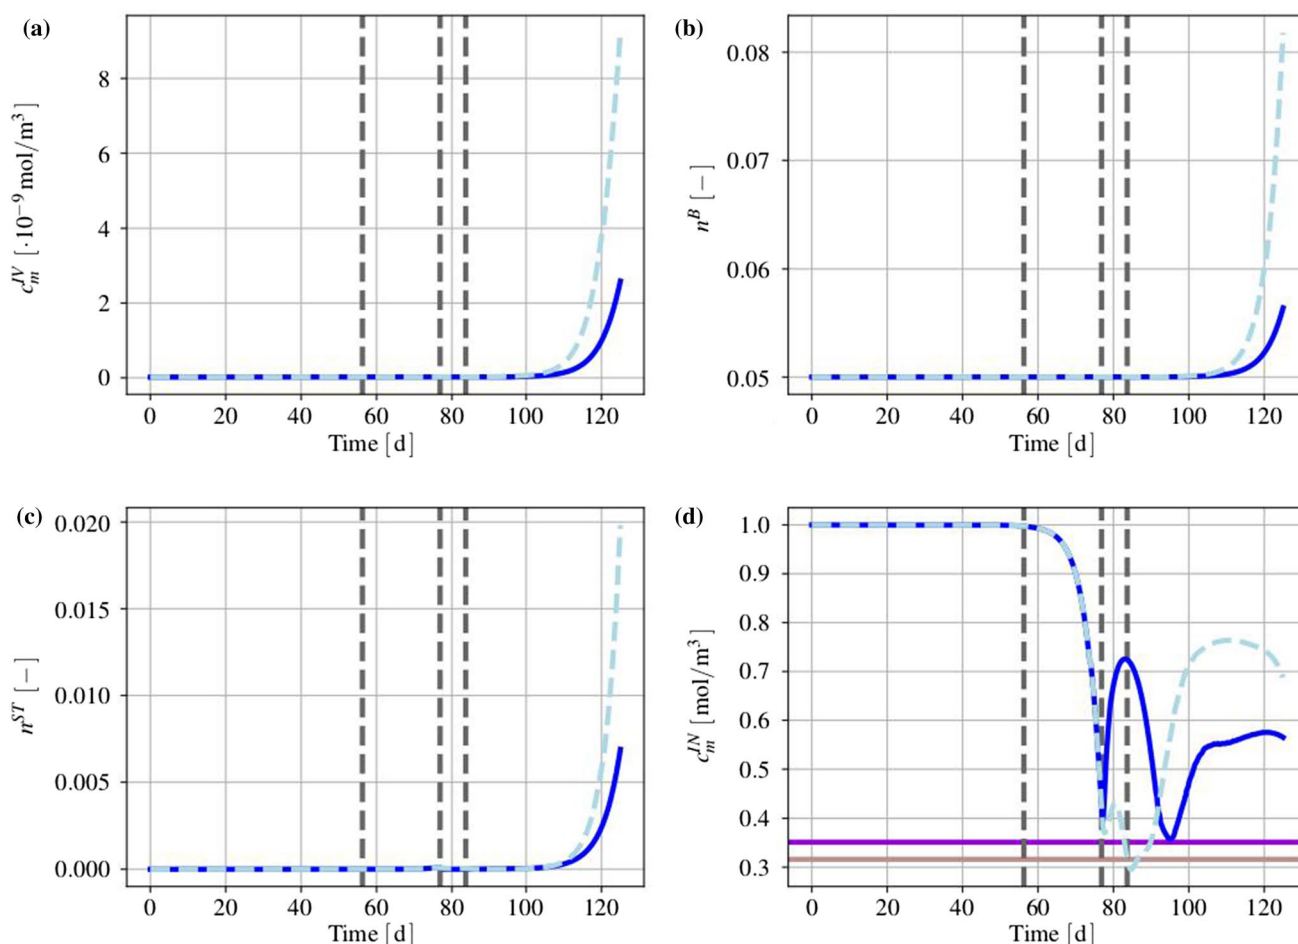 (a)
8
6
4
2
0
c_m^{IV} [·10^{−9} mol/m^3]
0 20 40 60 80 100 120
Time [d]
(b)
0.08
0.07
0.06
0.05
n^B [−]
0 20 40 60 80 100 120
Time [d]
(c)
0.020
0.015
0.010
0.005
0.000
n^{ST} [−]
0 20 40 60 80 100 120
Time [d]
(d)
1.0
0.9
0.8
0.7
0.6
0.5
0.4
0.3
c_m^{IN} [mol/m^3]
0 20 40 60 80 100 120
Time [d]